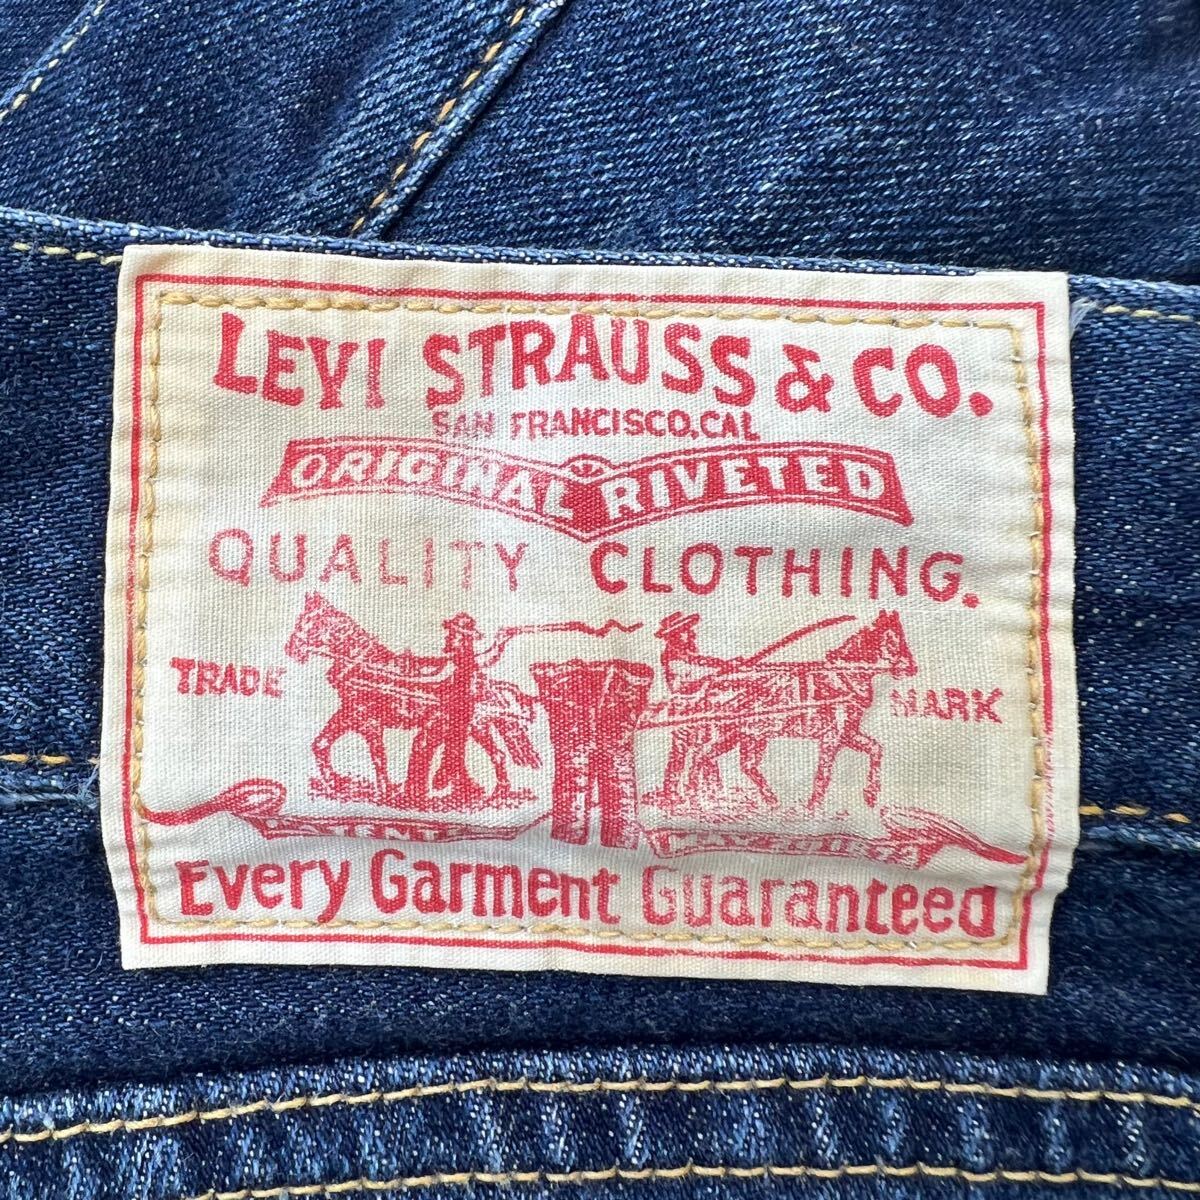 LEVI STRAUSS & CO.
SAN FRANCISCO, CAL
ORIGINAL RIVETED
QUALITY CLOTHING.
TRADE MARK
Every Garment Guaranteed